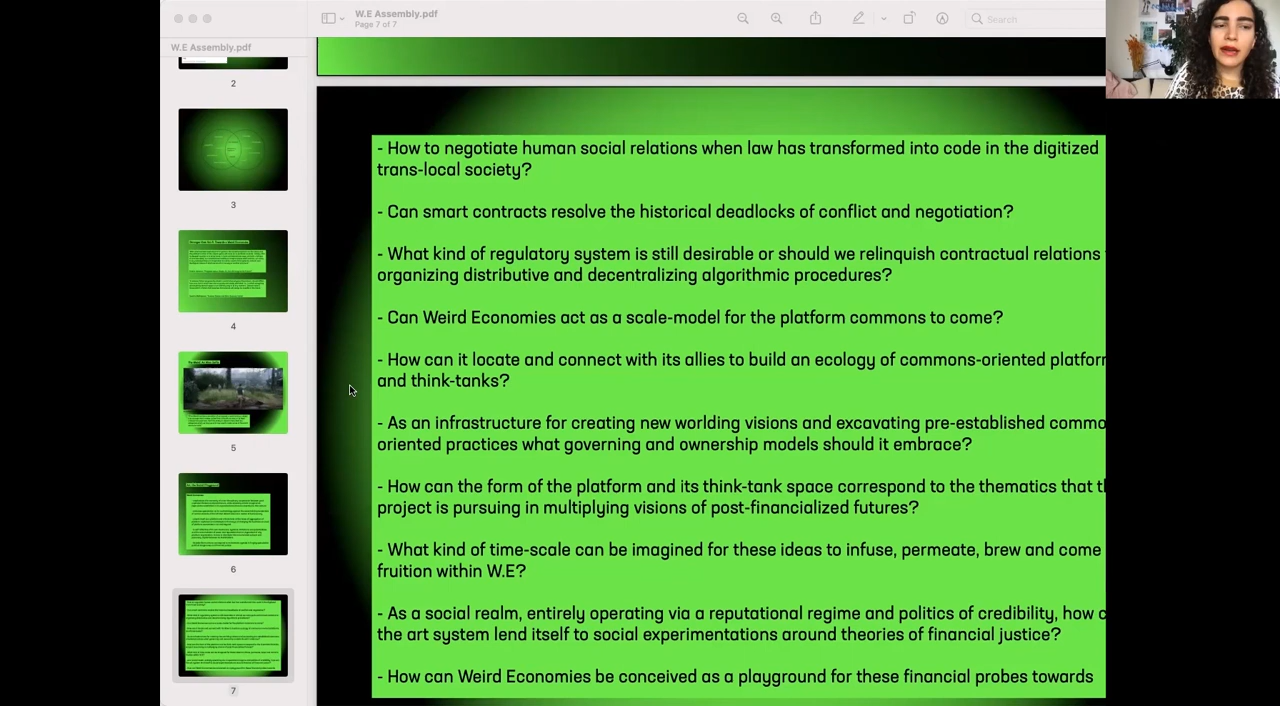 W.E Assembly.pdf
Page 7 of 7
Search
W.E Assembly.pdf
2
3
4
5
6
7
- How to negotiate human social relations when law has transformed into code in the digitized
trans-local society?
- Can smart contracts resolve the historical deadlocks of conflict and negotiation?
- What kind of regulatory system is still desirable or should we relinquish contractual relations
organizing distributive and decentralizing algorithmic procedures?
- Can Weird Economies act as a scale-model for the platform commons to come?
- How can it locate and connect with its allies to build an ecology of commons-oriented platfor
and think-tanks?
- As an infrastructure for creating new worlding visions and excavating pre-established commo
oriented practices what governing and ownership models should it embrace?
- How can the form of the platform and its think-tank space correspond to the thematics that t
project is pursuing in multiplying visions of post-financialized futures?
- What kind of time-scale can be imagined for these ideas to infuse, permeate, brew and come
fruition within W.E?
- As a social realm, entirely operating via a reputational regime and placing of credibility, how c
the art system lend itself to social experimentations around theories of financial justice?
- How can Weird Economies be conceived as a playground for these financial probes towards